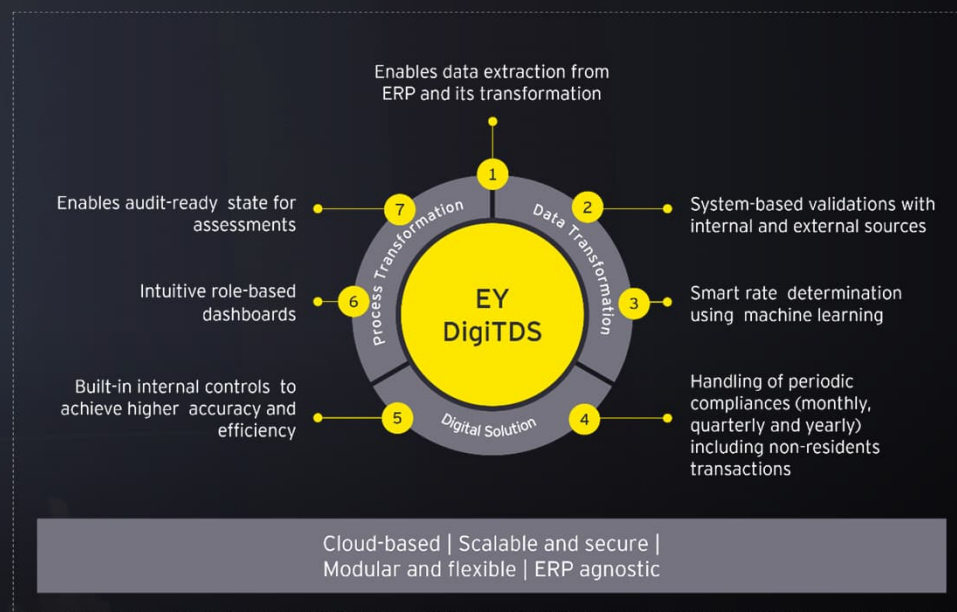 Enables data extraction from
ERP and its transformation
1
2
System-based validations with
internal and external sources
3
Smart rate determination
using machine learning
4
Handling of periodic
compliances (monthly,
quarterly and yearly)
including non-residents
transactions
5
Built-in internal controls to
achieve higher accuracy and
efficiency
6
Intuitive role-based
dashboards
7
Enables audit-ready state for
assessments
Process Transformation
Data Transformation
Digital Solution
EY
DigiTDS
Cloud-based | Scalable and secure |
Modular and flexible | ERP agnostic